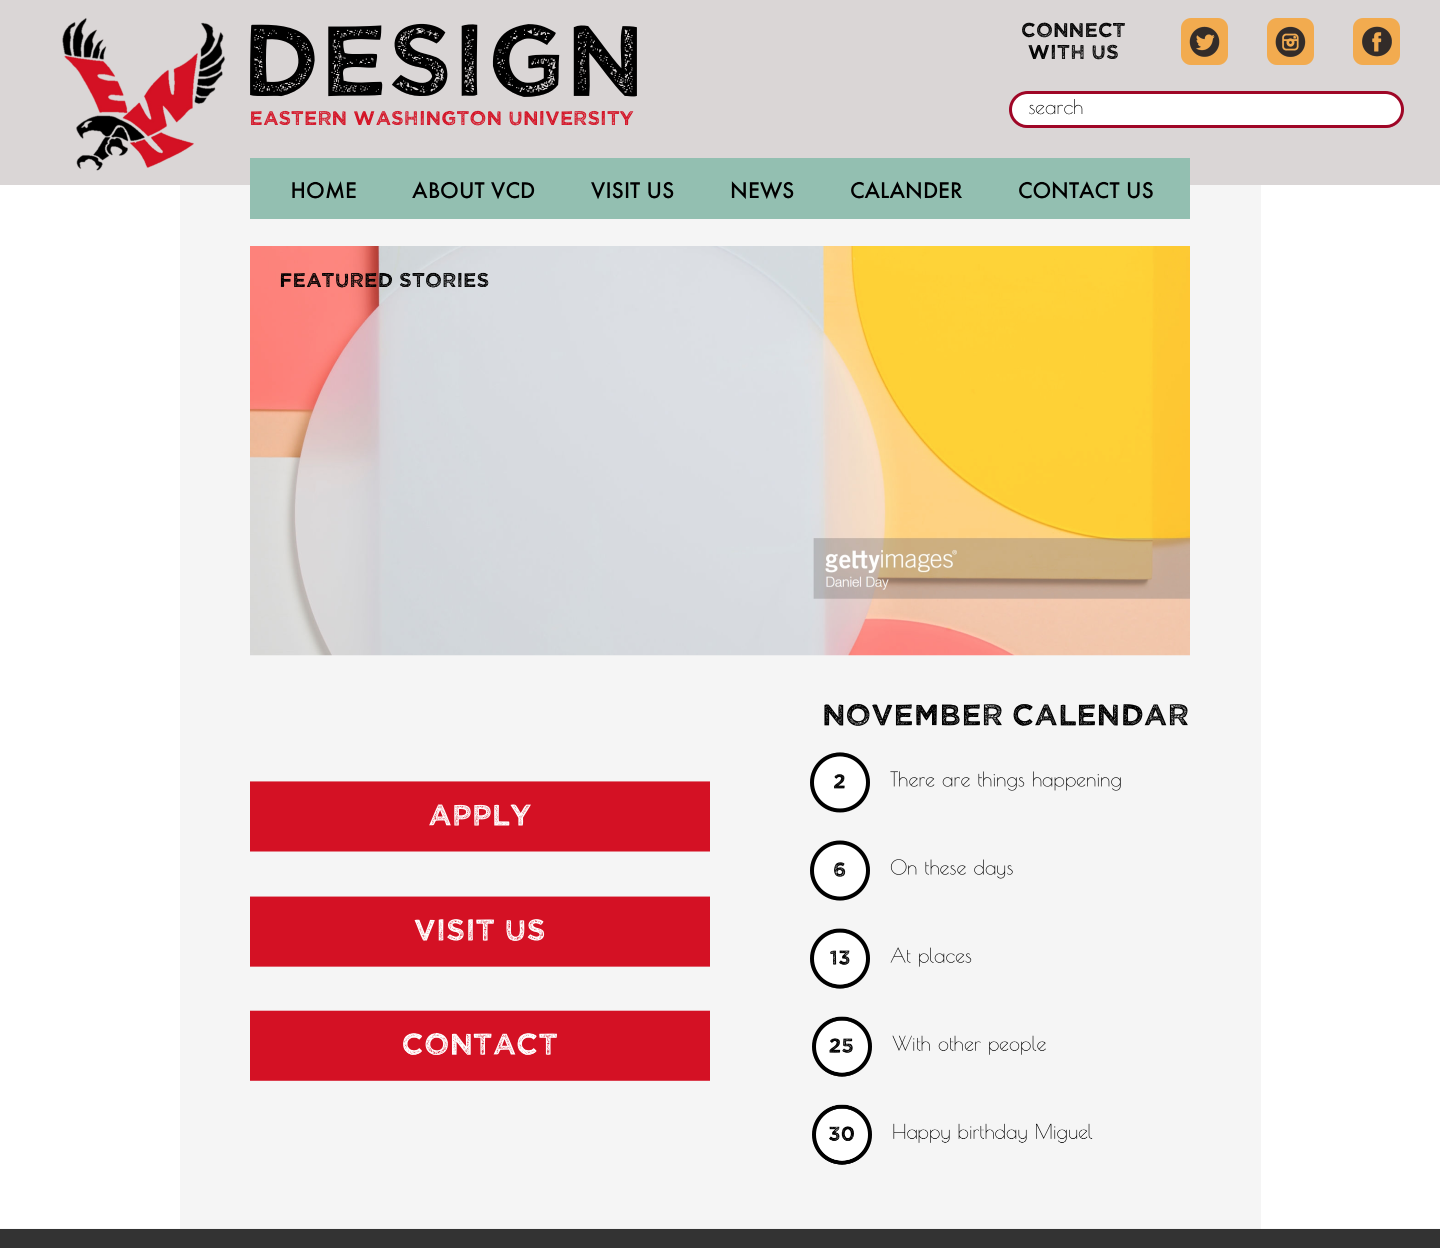 EWU
DESIGN
EASTERN WASHINGTON UNIVERSITY
CONNECT
WITH US
search
HOME ABOUT VCD VISIT US NEWS CALANDER CONTACT US
FEATURED STORIES
gettyimages®
Daniel Day
NOVEMBER CALENDAR
2 There are things happening
6 On these days
13 At places
25 With other people
30 Happy birthday Miguel
APPLY
VISIT US
CONTACT